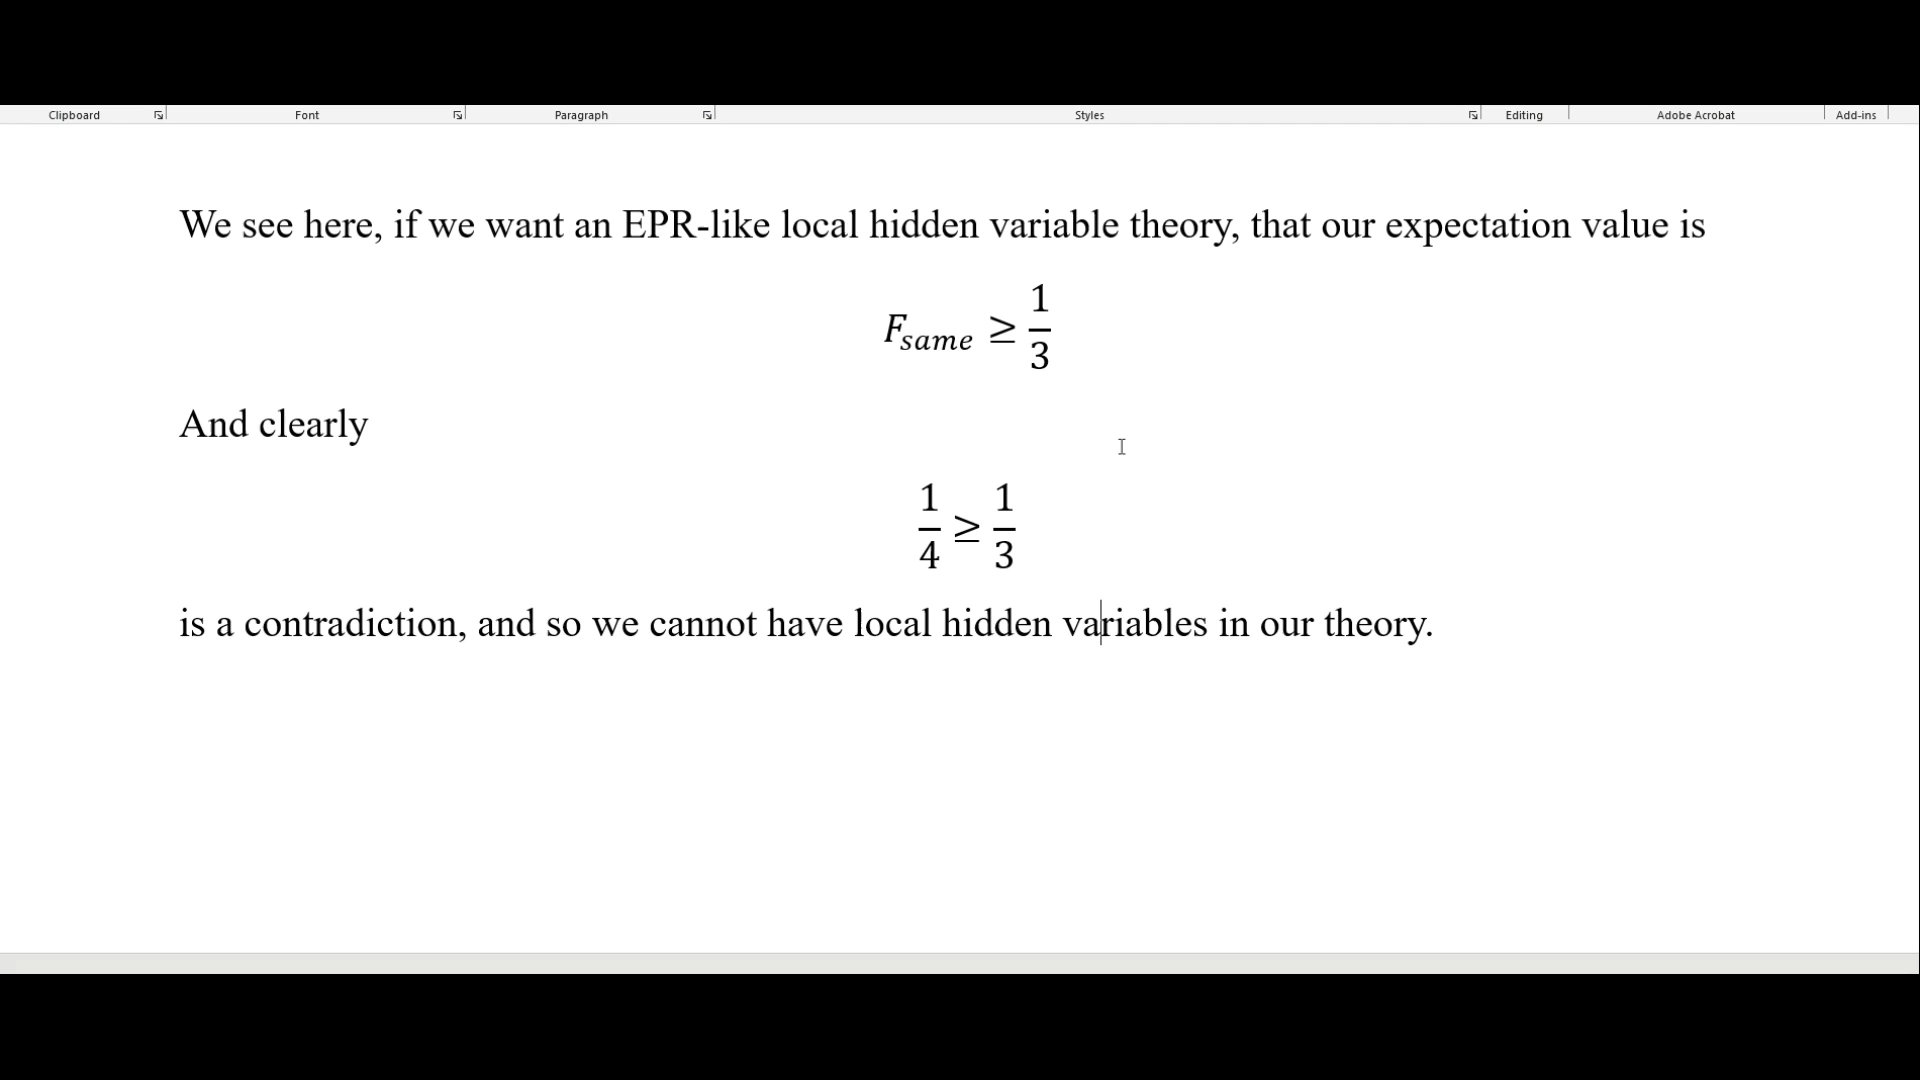 Clipboard Font Paragraph Styles Editing Adobe Acrobat Add-ins
We see here, if we want an EPR-like local hidden variable theory, that our expectation value is
F_same ≥ 1/3
And clearly
1/4 ≥ 1/3
is a contradiction, and so we cannot have local hidden variables in our theory.